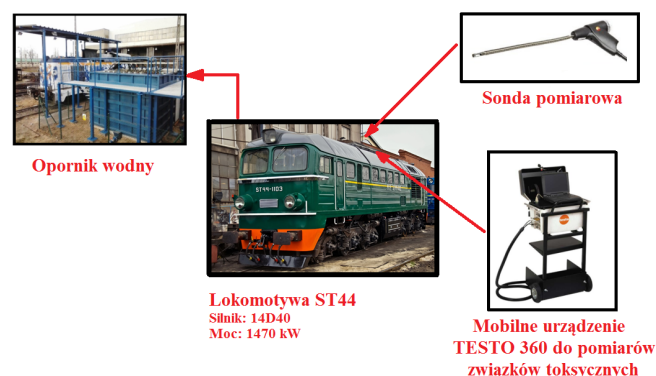 Sonda pomiarowa
Opornik wodny
ST44-1103
Lokomotywa ST44
Silnik: 14D40
Moc: 1470 kW
Mobilne urządzenie
TESTO 360 do pomiarów
związków toksycznych